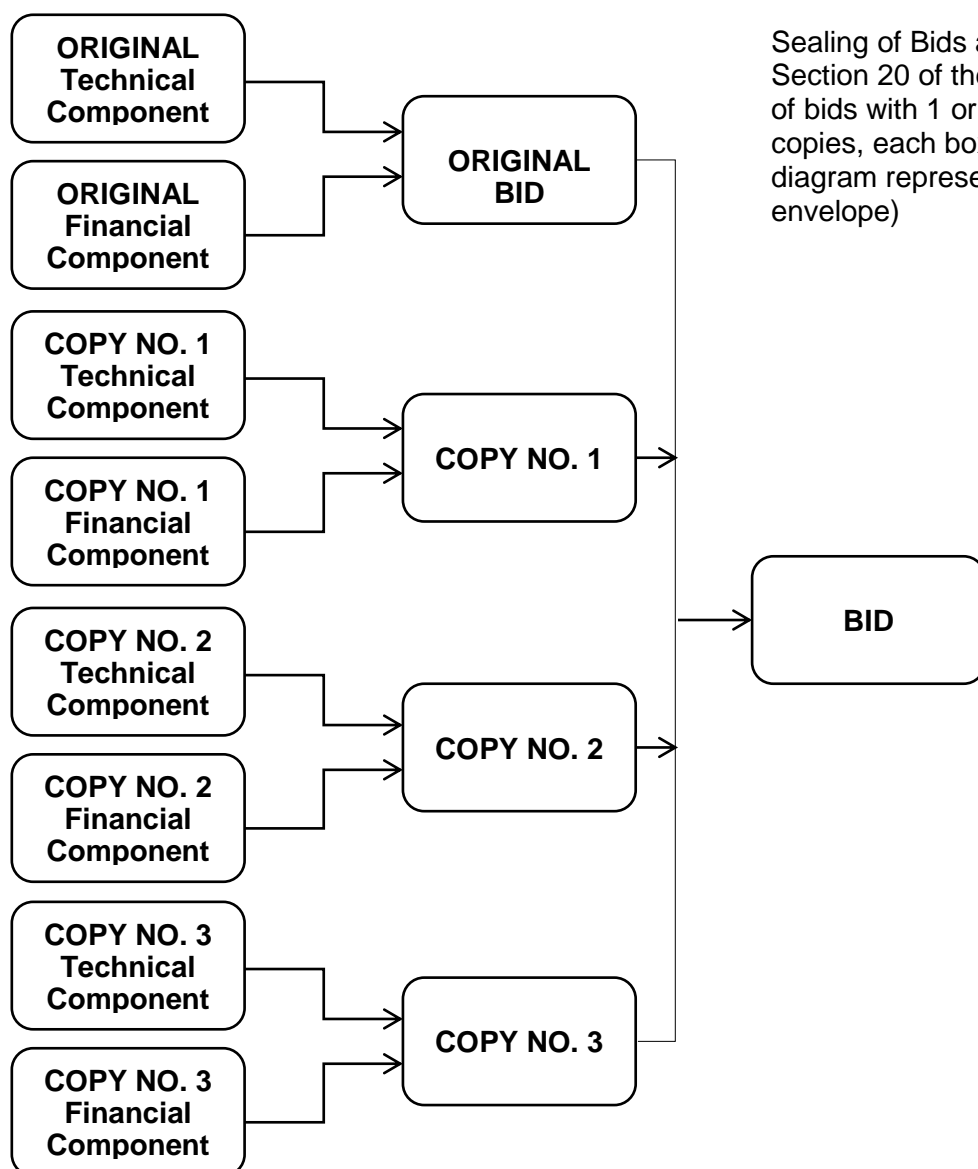 ORIGINAL
Technical
Component
ORIGINAL
Financial
Component
ORIGINAL
BID
Sealing of Bids
Section 20 of
of bids with 1 or
copies, each
diagram
envelope)
COPY NO. 1
Technical
Component
COPY NO. 1
Financial
Component
COPY NO. 1
COPY NO. 2
Technical
Component
COPY NO. 2
Financial
Component
COPY NO. 2
BID
COPY NO. 3
Technical
Component
COPY NO. 3
Financial
Component
COPY NO. 3